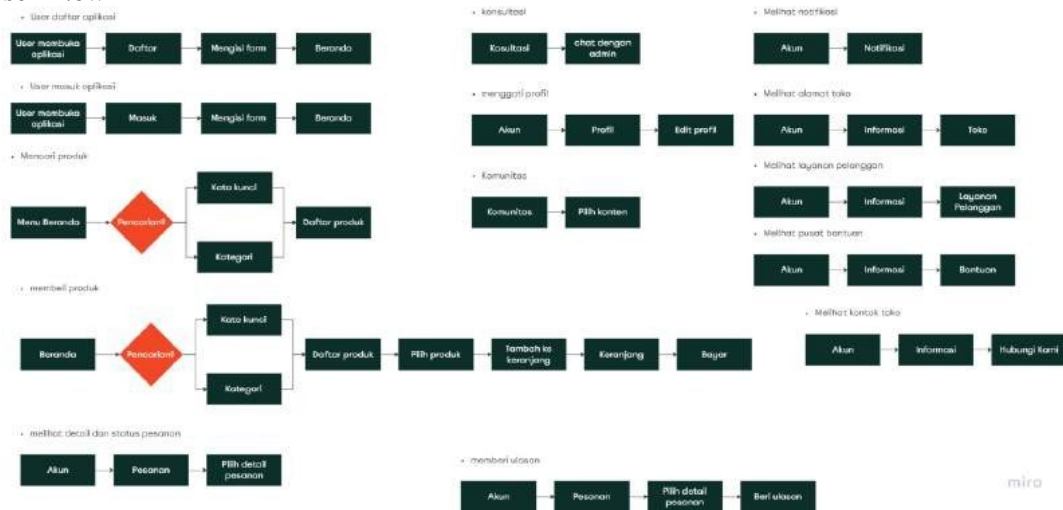 User daftar aplikasi
User membuka
aplikasi
Daftar
Mengisi form
Beranda
User masuk aplikasi
User membuka
aplikasi
Masuk
Mengisi form
Beranda
Mencari produk
Menu Beranda
Pencarian?
Kata kunci
Kategori
Daftar produk
membeli produk
Beranda
Pencarian?
Kata kunci
Kategori
Daftar produk
Pilih produk
Tambah ke
keranjang
Keranjang
Bayar
melihat detail dan status pesanan
Akun
Pesanan
Pilih detail
pesanan
konsultasi
Kosultasi
chat dengan
admin
menggati profil
Akun
Profil
Edit profil
Komunitas
Komunitas
Pilih konten
memberi ulasan
Akun
Pesanan
Pilih detail
pesanan
Beri ulasan
Melihat notifikasi
Akun
Notifikasi
Melihat alamat toko
Akun
Informasi
Toko
Melihat layanan pelanggan
Akun
Informasi
Layanan
Pelanggan
Melihat pusat bantuan
Akun
Informasi
Bantuan
Melihat kontak toko
Akun
Informasi
Hubungi Kami
miro